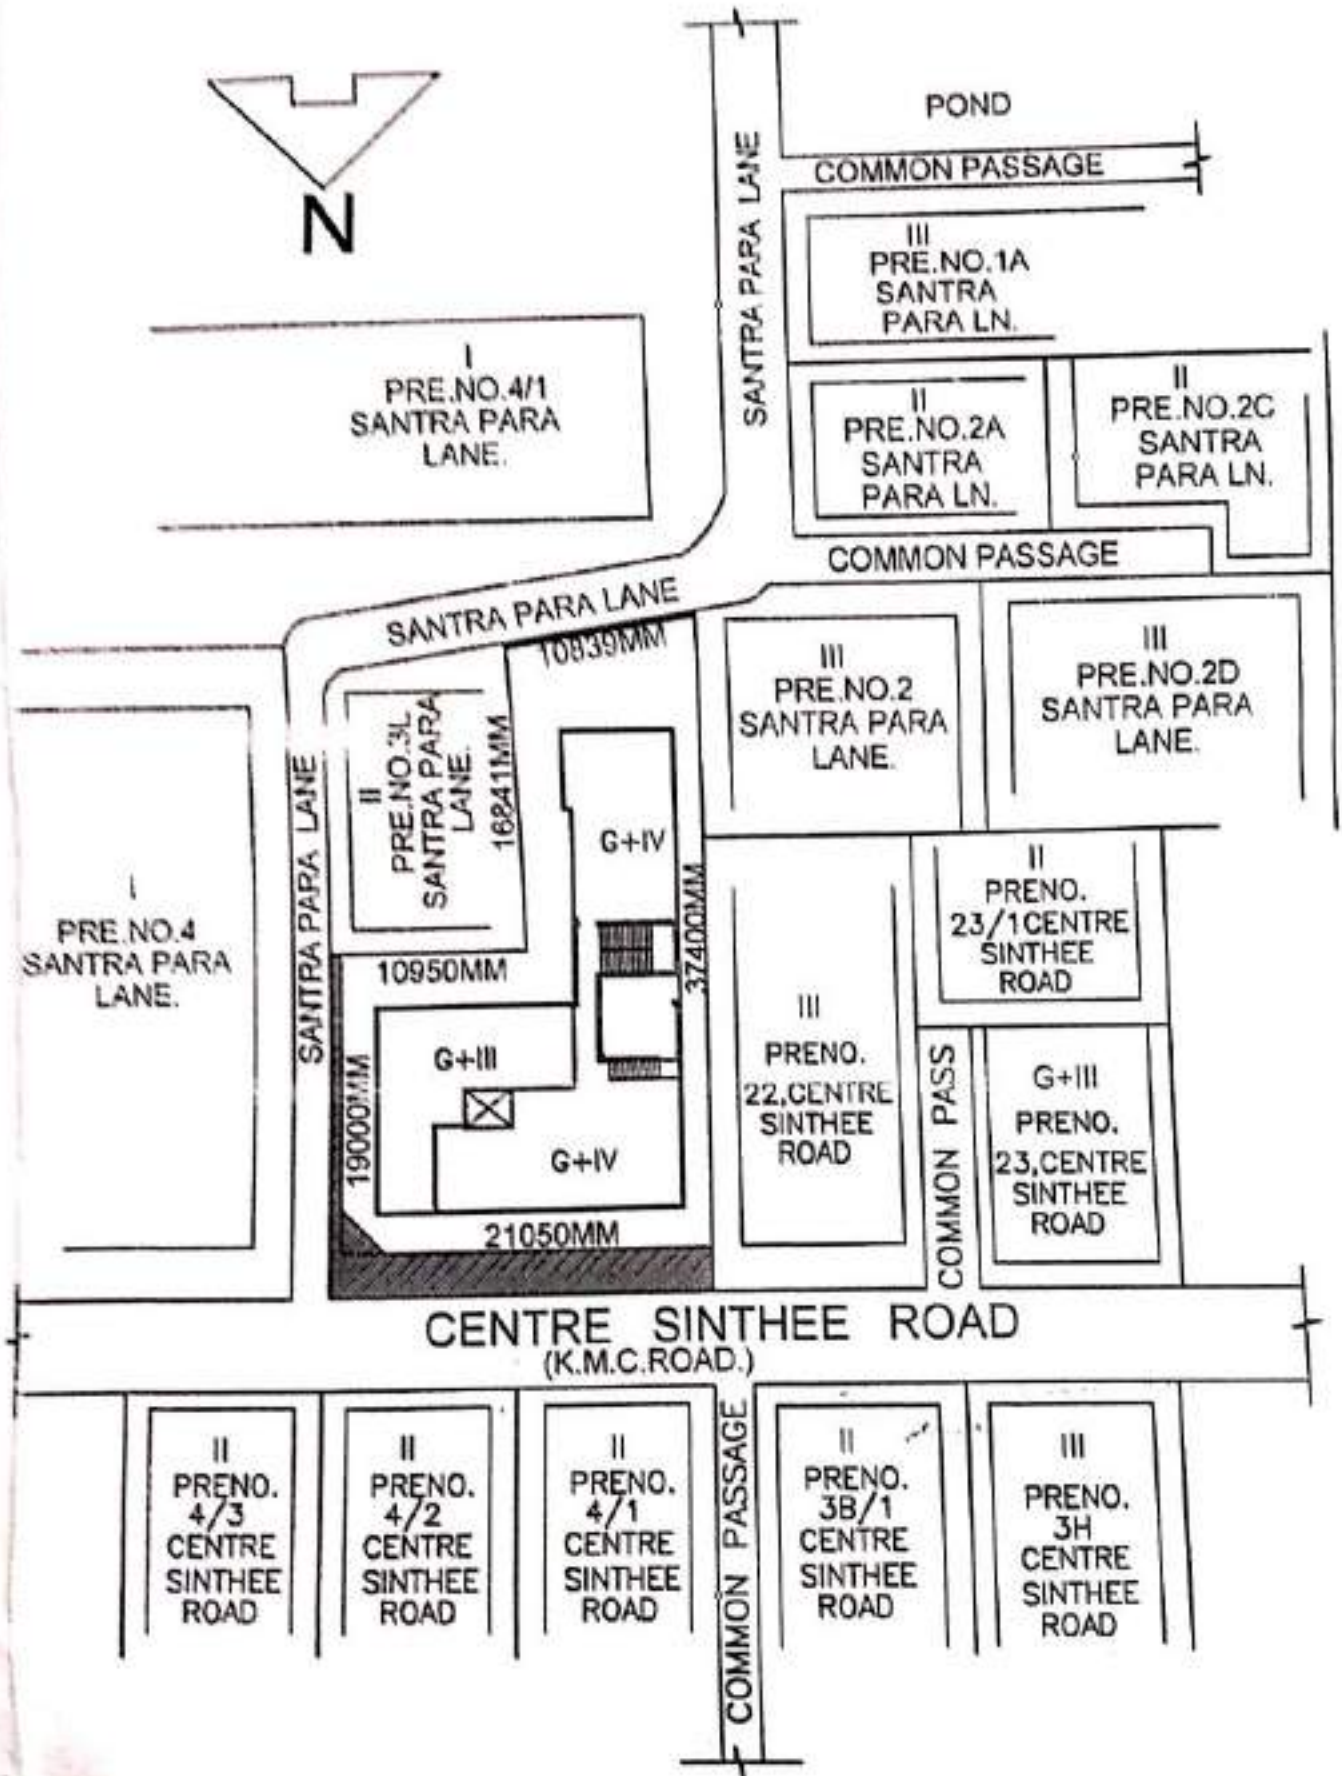 N
POND
COMMON PASSAGE
SANTRA PARA LANE
III
PRE.NO.1A
SANTRA
PARA LN.
I
PRE.NO.4/1
SANTRA PARA
LANE.
II
PRE.NO.2A
SANTRA
PARA LN.
II
PRE.NO.2C
SANTRA
PARA LN.
COMMON PASSAGE
SANTRA PARA LANE
10839MM
III
PRE.NO.2
SANTRA PARA
LANE.
III
PRE.NO.2D
SANTRA PARA
LANE.
II
PRE.NO.3L
SANTRA PARA
LANE.
16841MM
G+IV
37400MM
SANTRA PARA LANE
I
PRE.NO.4
SANTRA PARA
LANE.
10950MM
II
PRENO.
23/1CENTRE
SINTHEE
ROAD
III
PRENO.
22,CENTRE
SINTHEE
ROAD
G+III
19000MM
G+IV
COMMON PASS
G+III
PRENO.
23,CENTRE
SINTHEE
ROAD
21050MM
CENTRE SINTHEE ROAD
(K.M.C.ROAD.)
II
PRENO.
4/3
CENTRE
SINTHEE
ROAD
II
PRENO.
4/2
CENTRE
SINTHEE
ROAD
II
PRENO.
4/1
CENTRE
SINTHEE
ROAD
COMMON PASSAGE
II
PRENO.
3B/1
CENTRE
SINTHEE
ROAD
III
PRENO.
3H
CENTRE
SINTHEE
ROAD